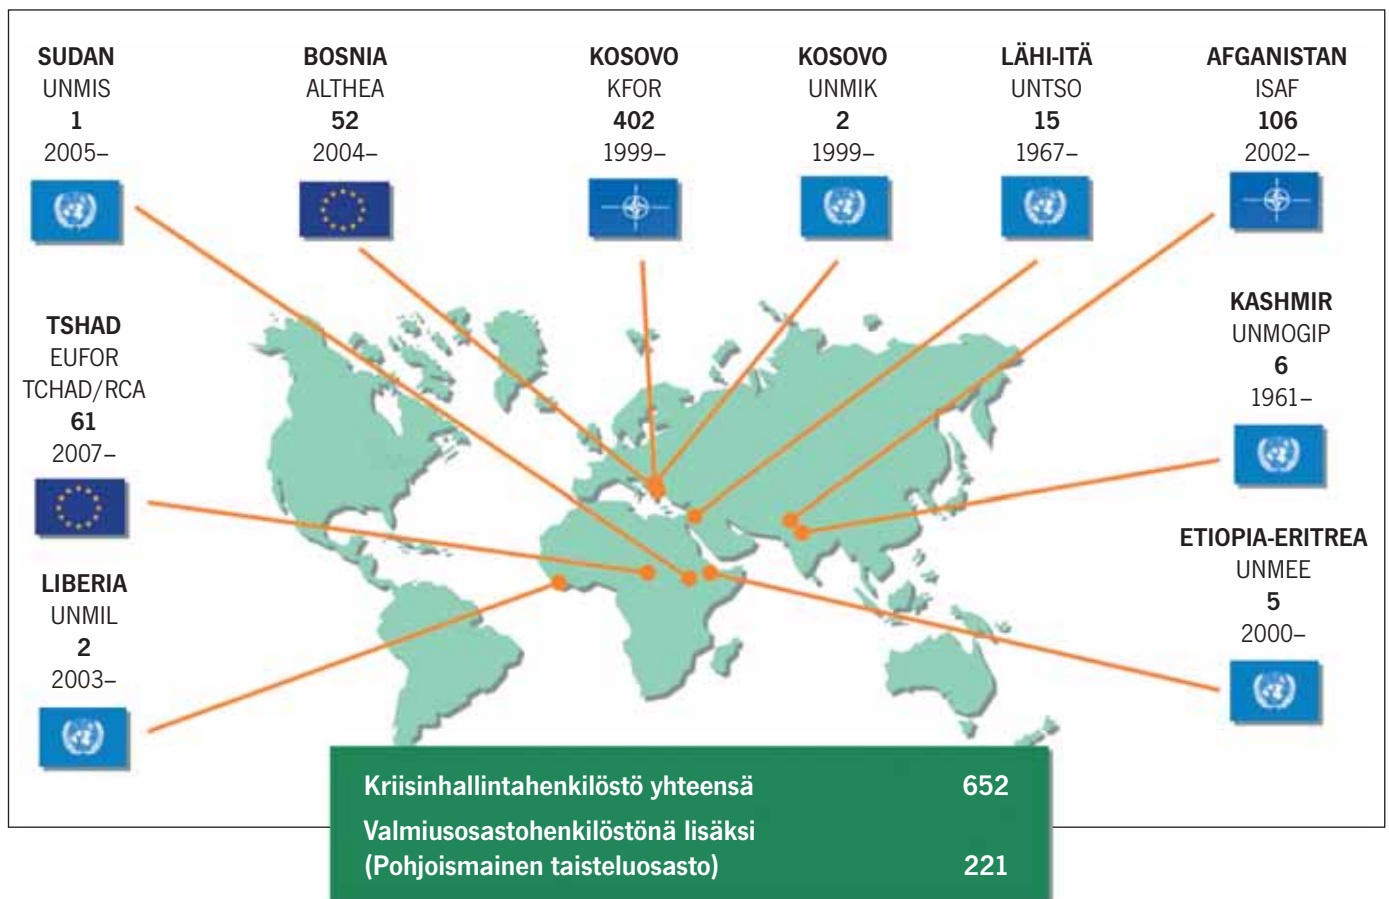 SUDAN
UNMIS
1
2005–
BOSNIA
ALTHEA
52
2004–
KOSOVO
KFOR
402
1999–
KOSOVO
UNMIK
2
1999–
LÄHI-ITÄ
UNTSO
15
1967–
AFGANISTAN
ISAF
106
2002–
TSHAD
EUFOR
TCHAD/RCA
61
2007–
KASHMIR
UNMOGIP
6
1961–
LIBERIA
UNMIL
2
2003–
ETIOPIA-ERITREA
UNMEE
5
2000–
Kriisinhallintahenkilöstö yhteensä 652
Valmiusosastohenkilöstönä lisäksi
(Pohjoismainen taisteluosasto) 221